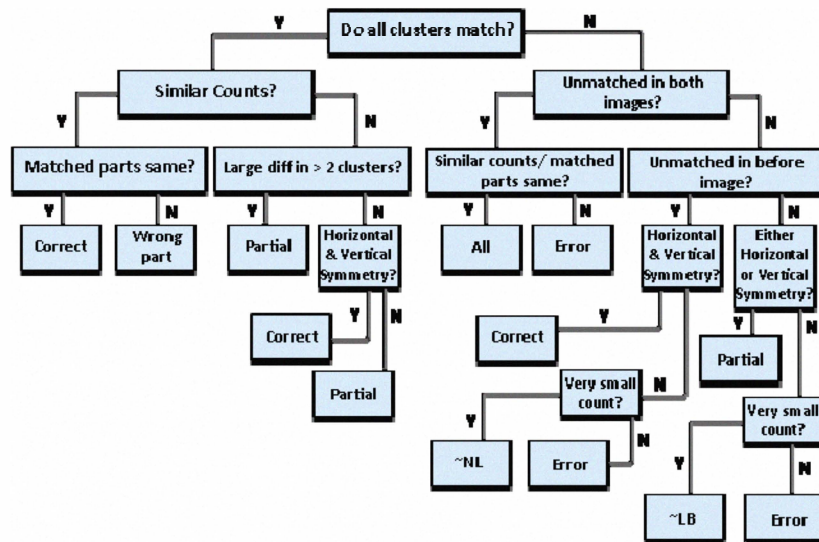 Do all clusters match?
Y
N
Similar Counts?
Unmatched in both
images?
Y
N
Y
N
Matched parts same?
Large diff in > 2 clusters?
Similar counts/ matched
parts same?
Unmatched in before
image?
Y
N
Y
N
Y
N
Y
N
Correct
Wrong
part
Partial
Horizontal
& Vertical
Symmetry?
All
Error
Horizontal
& Vertical
Symmetry?
Either
Horizontal
or Vertical
Symmetry?
Y
N
Y
N
Y
N
Correct
Partial
Correct
Partial
Very small
count?
Y
N
Very small
count?
Y
N
~NL
Error
~LB
Error